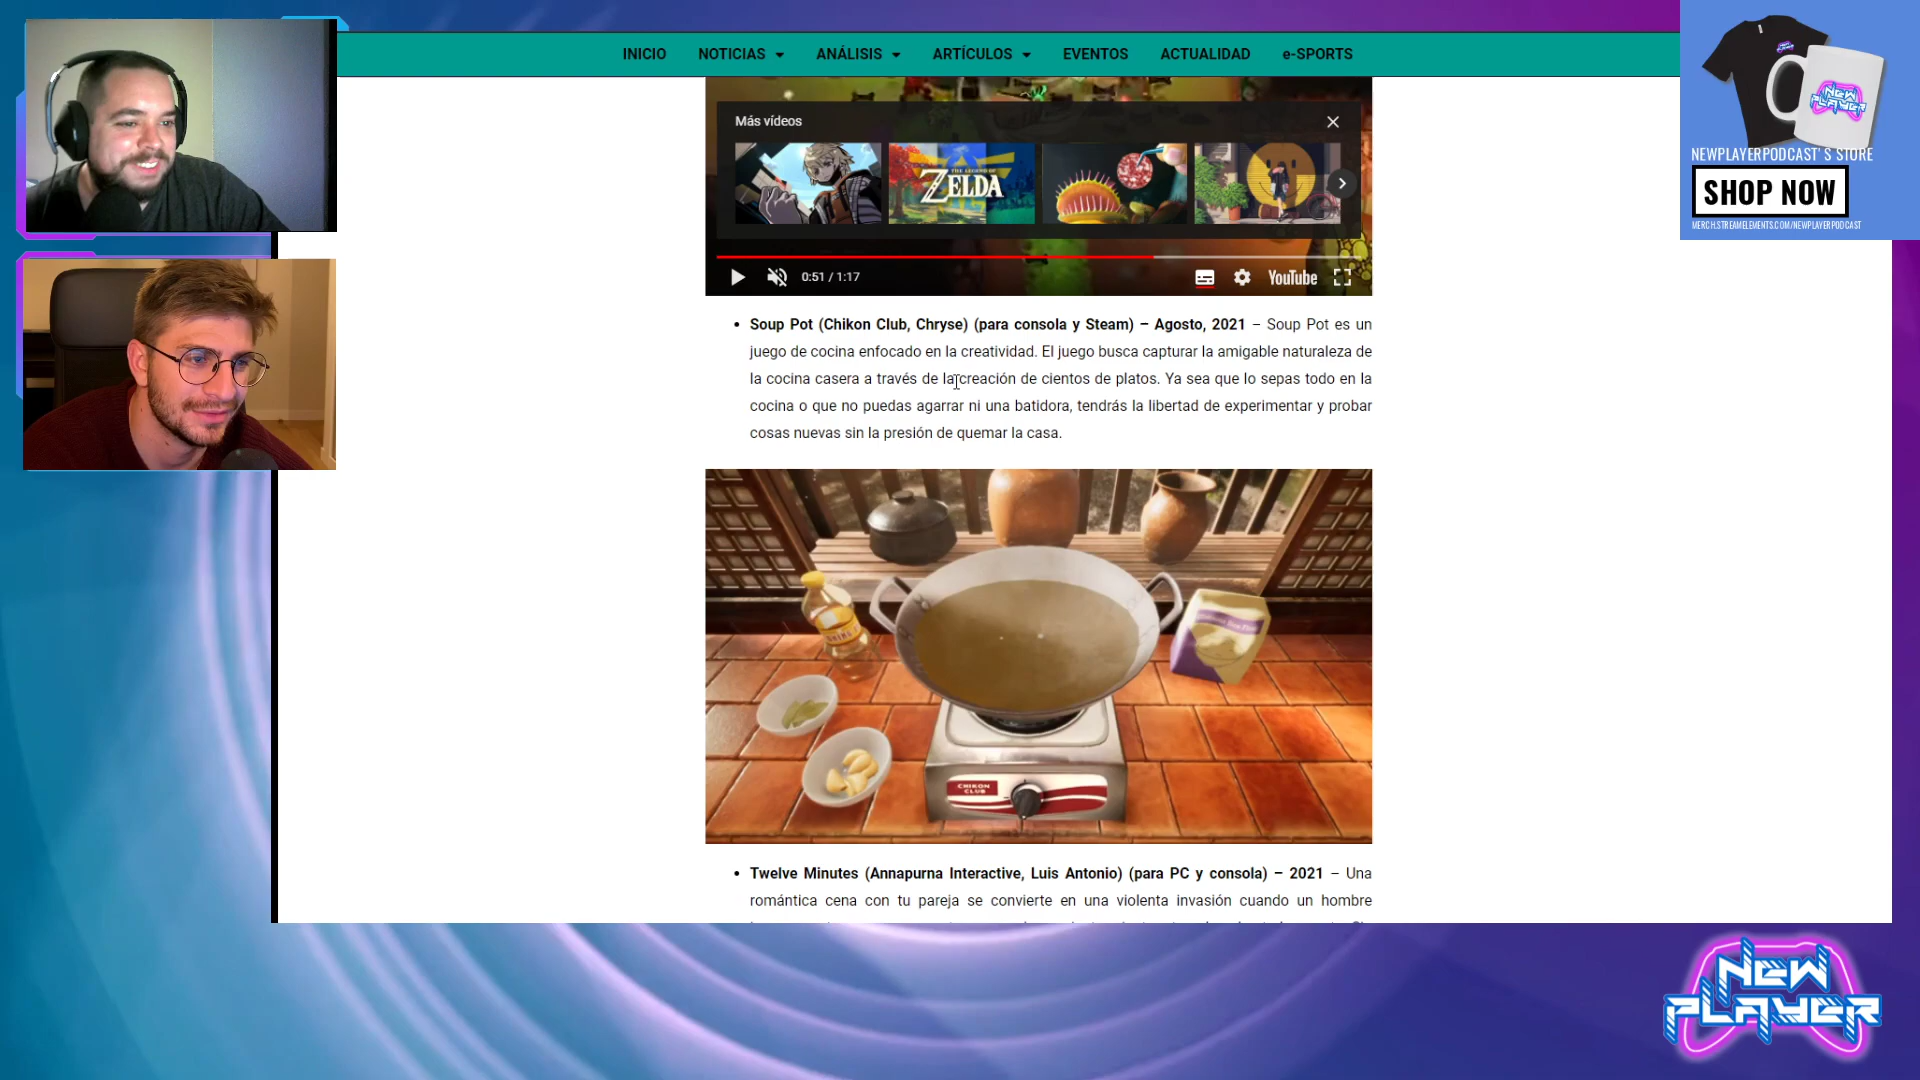 INICIO NOTICIAS ANÁLISIS ARTÍCULOS EVENTOS ACTUALIDAD e-SPORTS
NEW
PLAYER
NEWPLAYERPODCAST'S STORE
SHOP NOW
MERCH.STREAMELEMENTS.COM/NEWPLAYERPODCAST
Más vídeos
THE LEGEND OF
ZELDA
0:51 / 1:17
YouTube
• Soup Pot (Chikon Club, Chryse) (para consola y Steam) – Agosto, 2021 – Soup Pot es un
juego de cocina enfocado en la creatividad. El juego busca capturar la amigable naturaleza de
la cocina casera a través de la creación de cientos de platos. Ya sea que lo sepas todo en la
cocina o que no puedas agarrar ni una batidora, tendrás la libertad de experimentar y probar
cosas nuevas sin la presión de quemar la casa.
CHIKON
CLUB
• Twelve Minutes (Annapurna Interactive, Luis Antonio) (para PC y consola) – 2021 – Una
romántica cena con tu pareja se convierte en una violenta invasión cuando un hombre
NEW
PLAYER